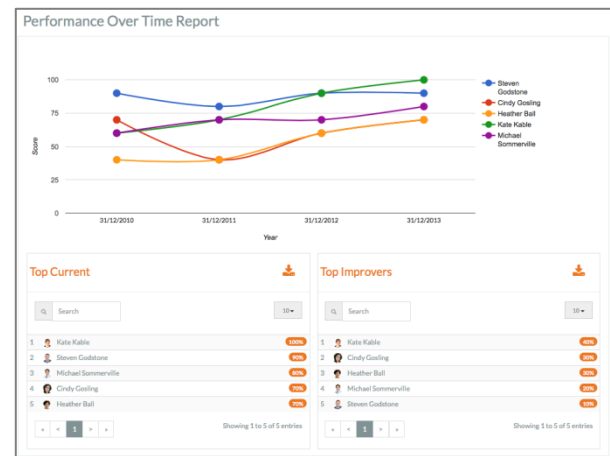 Performance Over Time Report
100
75
50
25
0
Score
31/12/2010 31/12/2011 31/12/2012 31/12/2013
Year
Steven
Godstone
Cindy Gosling
Heather Ball
Kate Kable
Michael
Sommerville
Top Current
Search
10
1 Kate Kable 100%
2 Steven Godstone 90%
3 Michael Sommerville 80%
4 Cindy Gosling 70%
5 Heather Ball 70%
« < 1 > »
Showing 1 to 5 of 5 entries
Top Improvers
Search
10
1 Kate Kable 40%
2 Cindy Gosling 30%
3 Heather Ball 30%
4 Michael Sommerville 20%
5 Steven Godstone 10%
« < 1 > »
Showing 1 to 5 of 5 entries